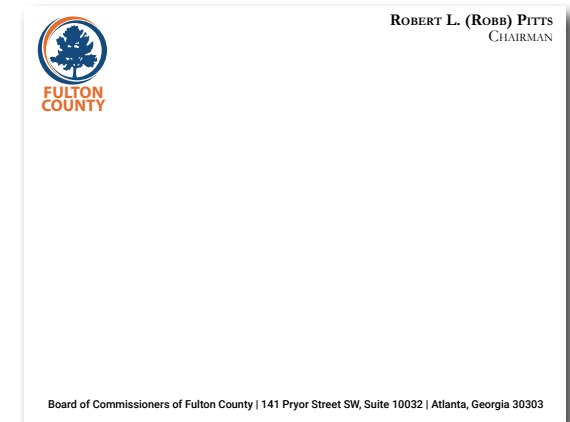 ROBERT L. (ROBB) PITTS
CHAIRMAN
FULTON
COUNTY
Board of Commissioners of Fulton County | 141 Pryor Street SW, Suite 10032 | Atlanta, Georgia 30303